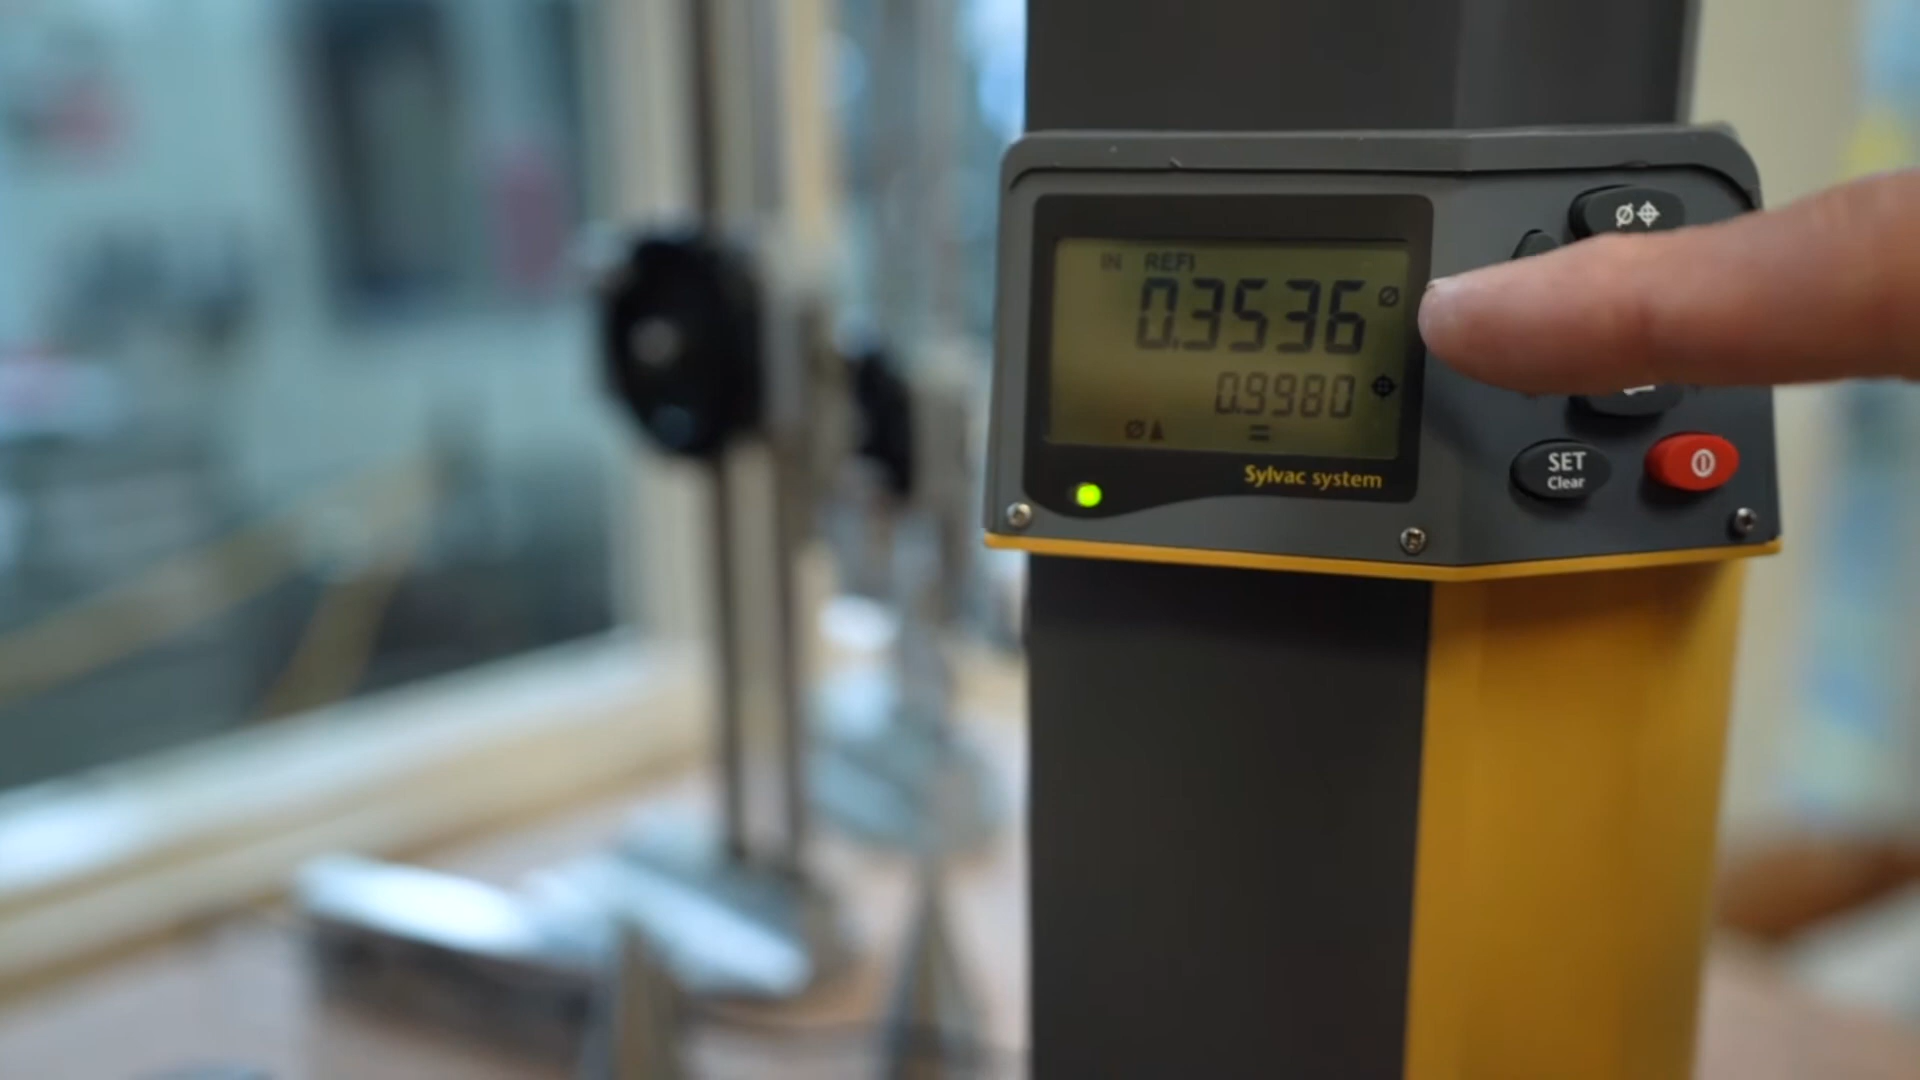 IN REF1
0.3536 Ø
0.9980
Ø
Sylvac system
Ø
SET
Clear